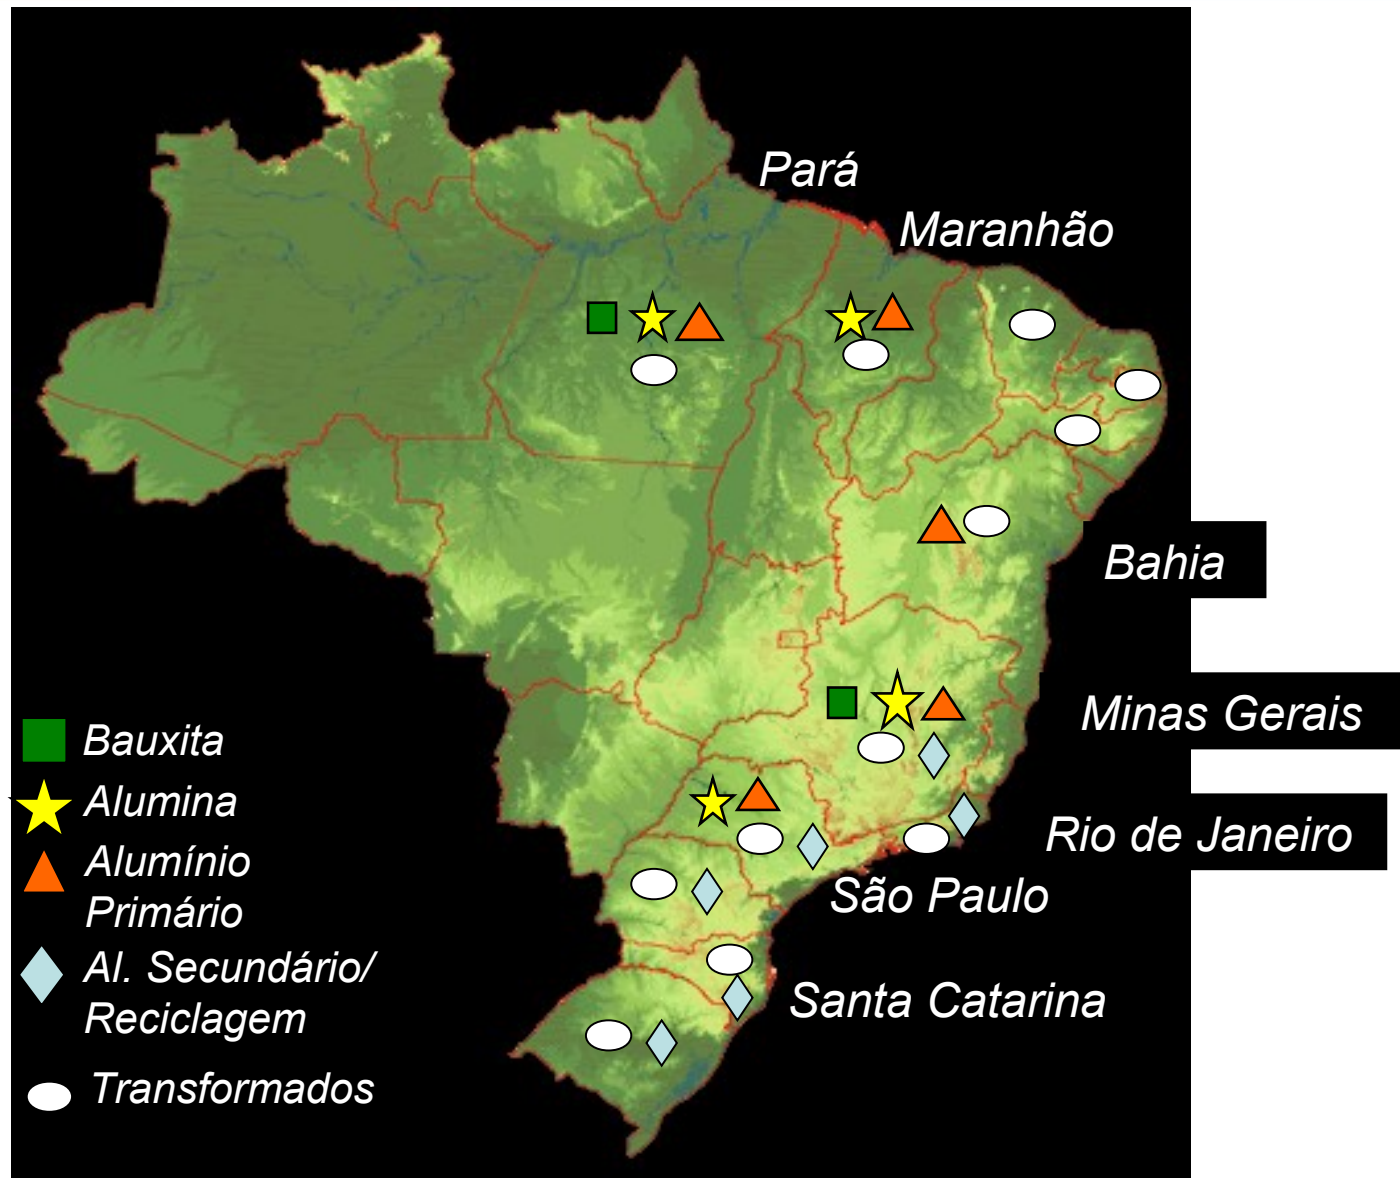 Pará
Maranhão
Bahia
Minas Gerais
Rio de Janeiro
São Paulo
Santa Catarina
Bauxita
Alumina
Alumínio
Primário
Al. Secundário/
Reciclagem
Transformados